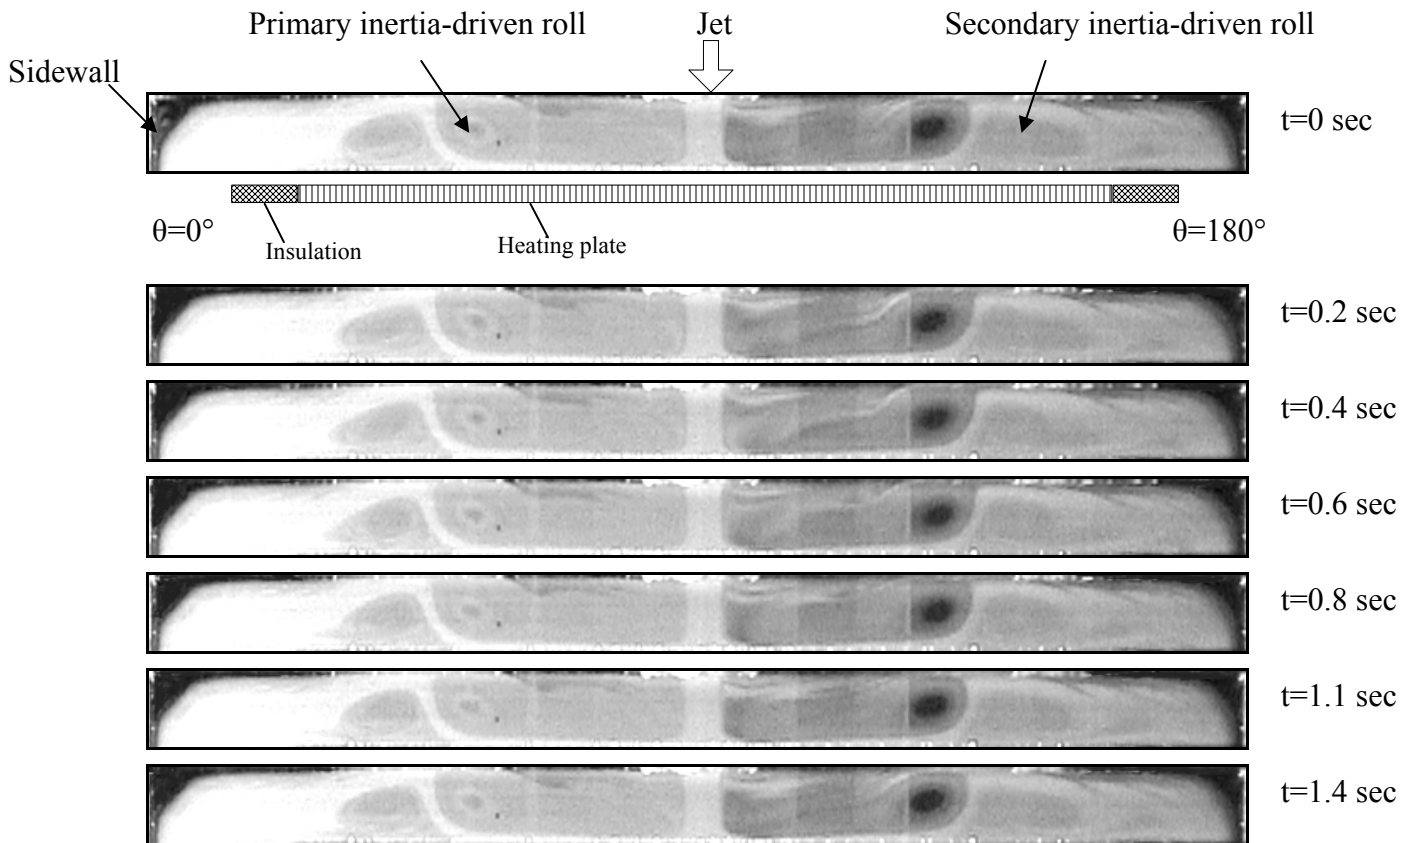 Primary inertia-driven roll
Jet
Secondary inertia-driven roll
Sidewall
t=0 sec
θ=0°
Insulation
Heating plate
θ=180°
t=0.2 sec
t=0.4 sec
t=0.6 sec
t=0.8 sec
t=1.1 sec
t=1.4 sec